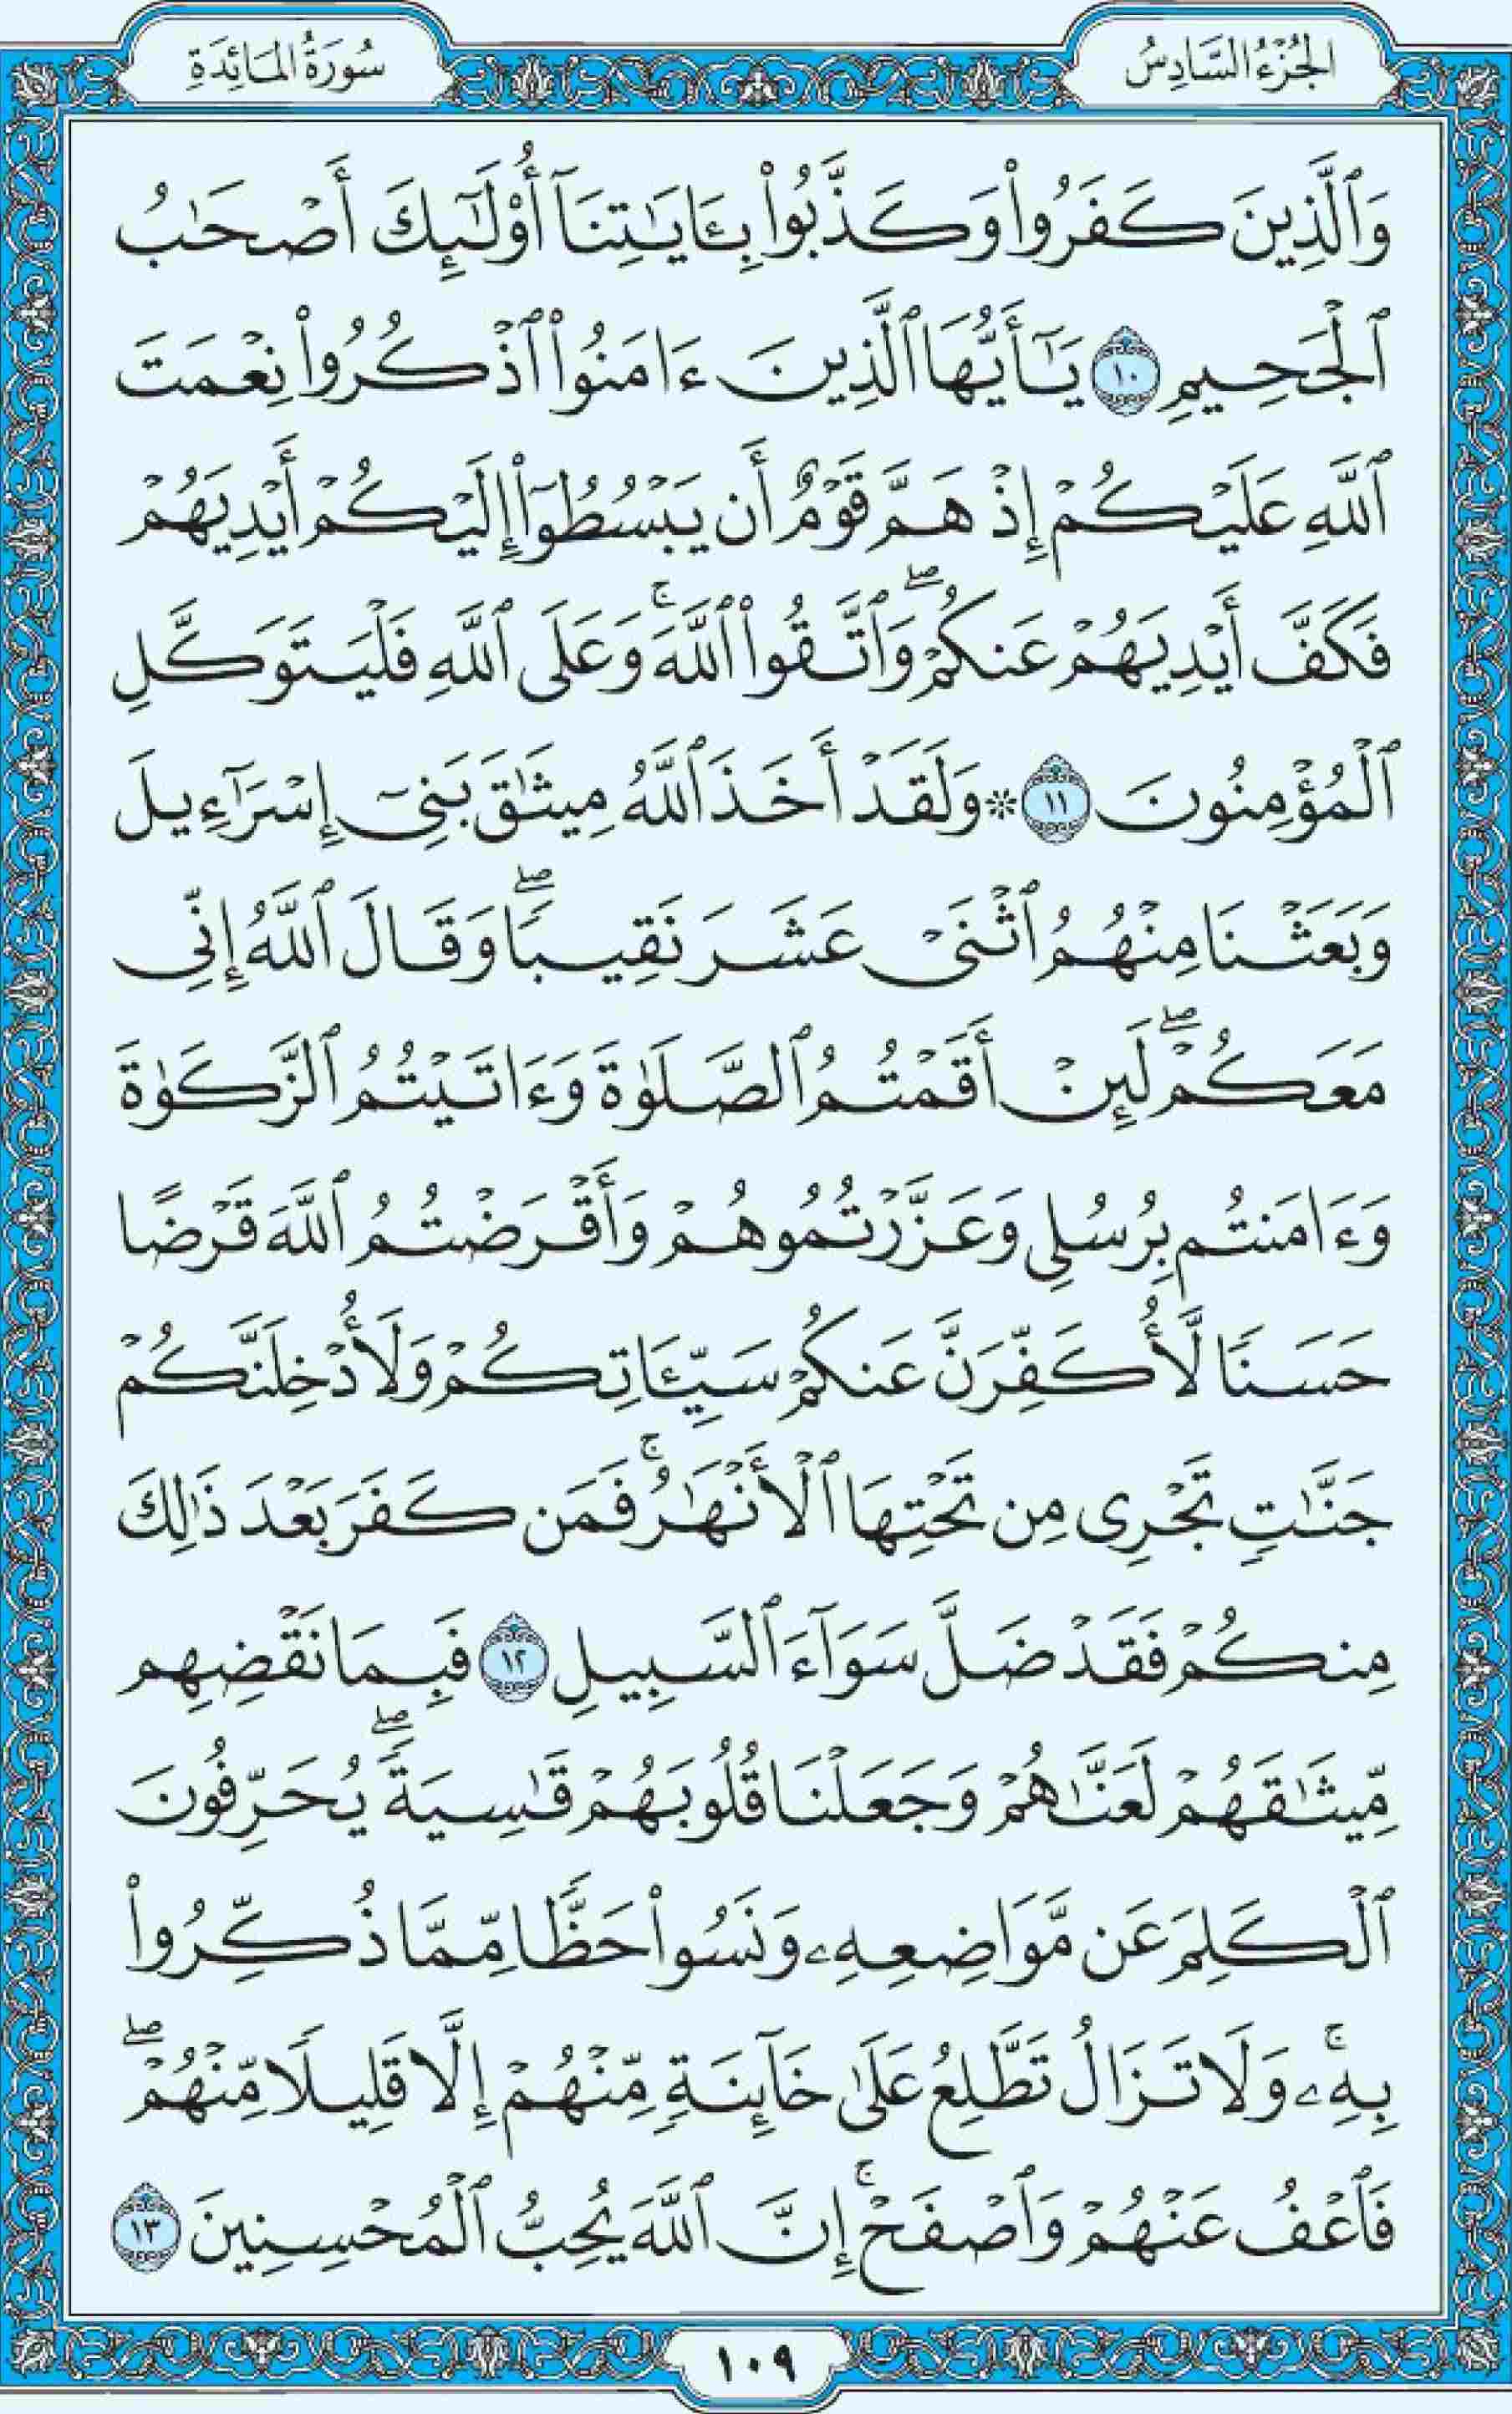 الجُزْءُ السَّادِسُ
سُورَةُ المَائِدَةِ
وَٱلَّذِينَ كَفَرُوا۟ وَكَذَّبُوا۟ بِـَٔايَـٰتِنَآ أُو۟لَـٰٓئِكَ أَصْحَـٰبُ
ٱلْجَحِيمِ ١٠ يَـٰٓأَيُّهَا ٱلَّذِينَ ءَامَنُوا۟ ٱذْكُرُوا۟ نِعْمَتَ
ٱللَّهِ عَلَيْكُمْ إِذْ هَمَّ قَوْمٌ أَن يَبْسُطُوٓا۟ إِلَيْكُمْ أَيْدِيَهُمْ
فَكَفَّ أَيْدِيَهُمْ عَنكُمْ ۖ وَٱتَّقُوا۟ ٱللَّهَ ۚ وَعَلَى ٱللَّهِ فَلْيَتَوَكَّلِ
ٱلْمُؤْمِنُونَ ١١ ۞ وَلَقَدْ أَخَذَ ٱللَّهُ مِيثَـٰقَ بَنِىٓ إِسْرَٰٓءِيلَ
وَبَعَثْنَا مِنْهُمُ ٱثْنَىْ عَشَرَ نَقِيبًا ۖ وَقَالَ ٱللَّهُ إِنِّى
مَعَكُمْ ۖ لَئِنْ أَقَمْتُمُ ٱلصَّلَوٰةَ وَءَاتَيْتُمُ ٱلزَّكَوٰةَ
وَءَامَنتُم بِرُسُلِى وَعَزَّرْتُمُوهُمْ وَأَقْرَضْتُمُ ٱللَّهَ قَرْضًا
حَسَنًا لَّأُكَفِّرَنَّ عَنكُمْ سَيِّـَٔاتِكُمْ وَلَأُدْخِلَنَّكُمْ
جَنَّـٰتٍ تَجْرِى مِن تَحْتِهَا ٱلْأَنْهَـٰرُ ۚ فَمَن كَفَرَ بَعْدَ ذَٰلِكَ
مِنكُمْ فَقَدْ ضَلَّ سَوَآءَ ٱلسَّبِيلِ ١٢ فَبِمَا نَقْضِهِم
مِّيثَـٰقَهُمْ لَعَنَّـٰهُمْ وَجَعَلْنَا قُلُوبَهُمْ قَـٰسِيَةً ۖ يُحَرِّفُونَ
ٱلْكَلِمَ عَن مَّوَاضِعِهِۦ وَنَسُوا۟ حَظًّا مِّمَّا ذُكِّرُوا۟
بِهِۦ ۚ وَلَا تَزَالُ تَطَّلِعُ عَلَىٰ خَآئِنَةٍ مِّنْهُمْ إِلَّا قَلِيلًا مِّنْهُمْ ۖ
فَٱعْفُ عَنْهُمْ وَٱصْفَحْ ۚ إِنَّ ٱللَّهَ يُحِبُّ ٱلْمُحْسِنِينَ ١٣
١٠٩